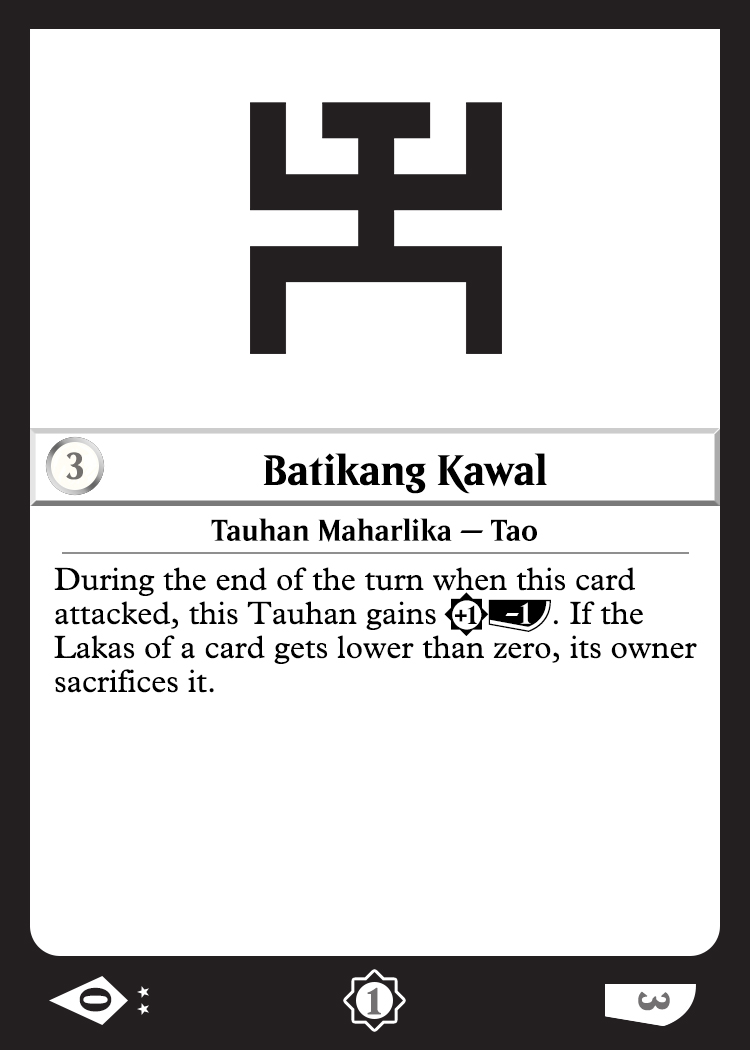 3
Batikang Kawal
Tauhan Maharlika — Tao
During the end of the turn when this card
attacked, this Tauhan gains +1 −1. If the
Lakas of a card gets lower than zero, its owner
sacrifices it.
0 1 3